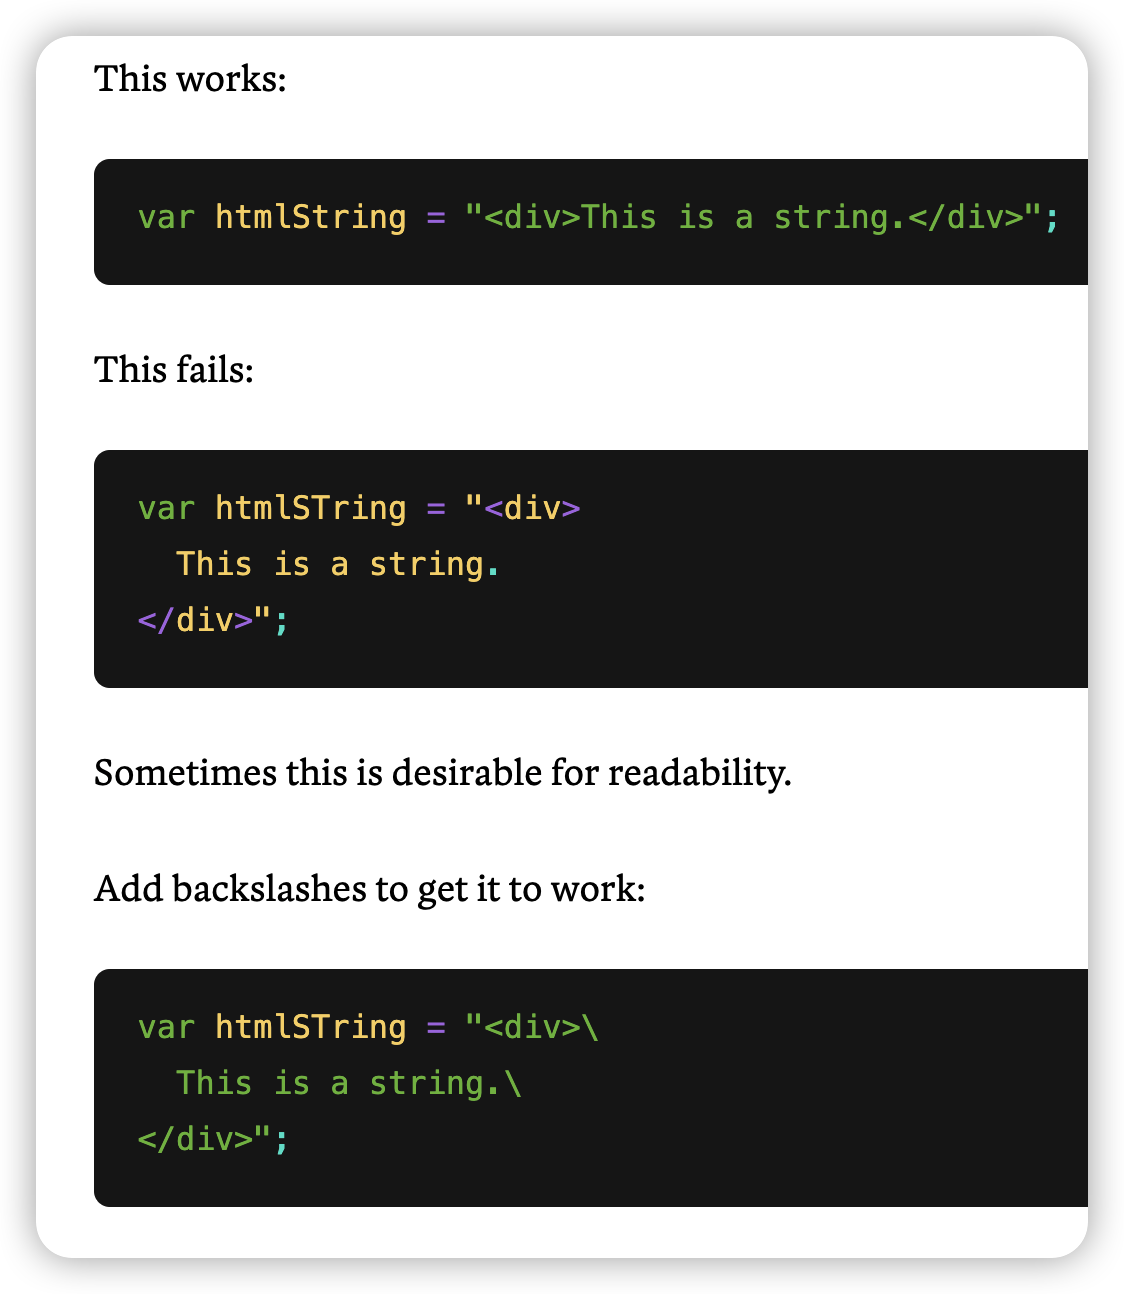 This works:
var htmlString = "<div>This is a string.</div>";
This fails:
var htmlSTring = "<div>
  This is a string.
</div>";
Sometimes this is desirable for readability.
Add backslashes to get it to work:
var htmlSTring = "<div>\
  This is a string.\
</div>";